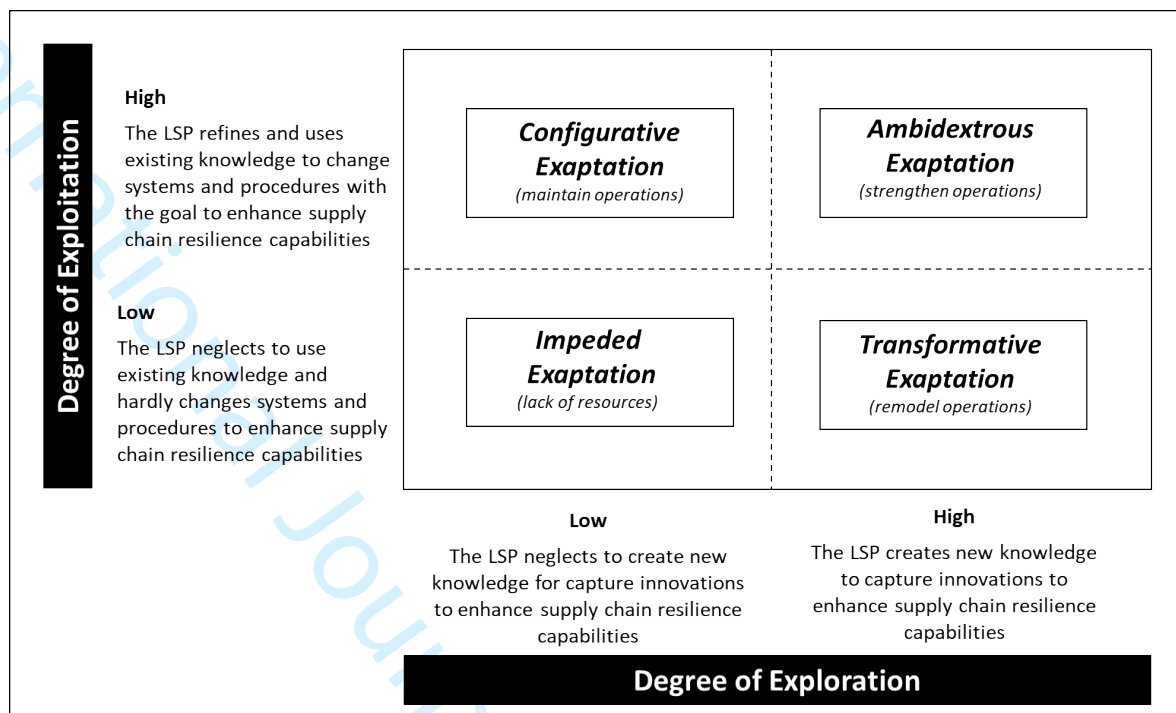 Degree of Exploitation
High
The LSP refines and uses
existing knowledge to change
systems and procedures with
the goal to enhance supply
chain resilience capabilities
Low
The LSP neglects to use
existing knowledge and
hardly changes systems and
procedures to enhance supply
chain resilience capabilities
Configurative
Exaptation
(maintain operations)
Ambidextrous
Exaptation
(strengthen operations)
Impeded
Exaptation
(lack of resources)
Transformative
Exaptation
(remodel operations)
Low
The LSP neglects to create new
knowledge for capture innovations
to enhance supply chain resilience
capabilities
High
The LSP creates new knowledge
to capture innovations to
enhance supply chain resilience
capabilities
Degree of Exploration